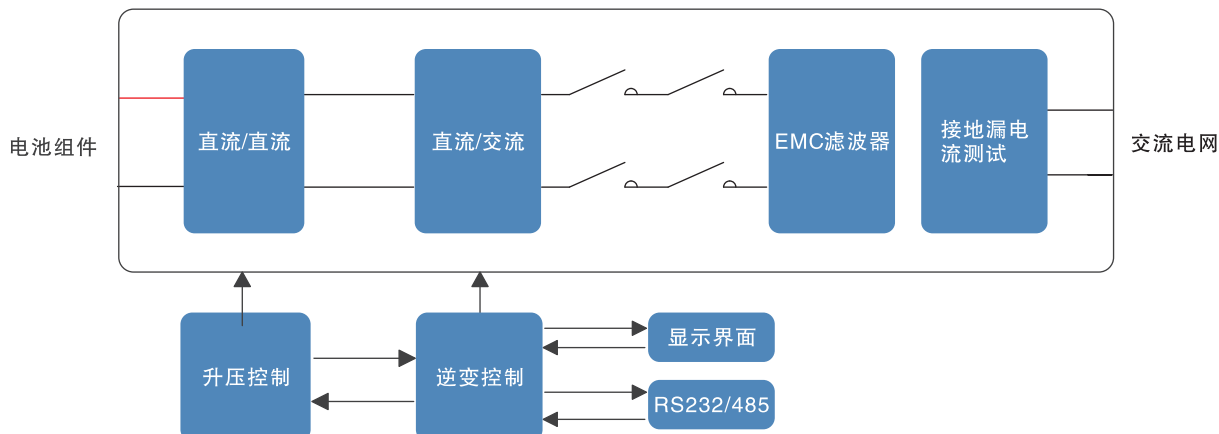 电池组件
直流/直流
直流/交流
EMC滤波器
接地漏电
流测试
交流电网
升压控制
逆变控制
显示界面
RS232/485